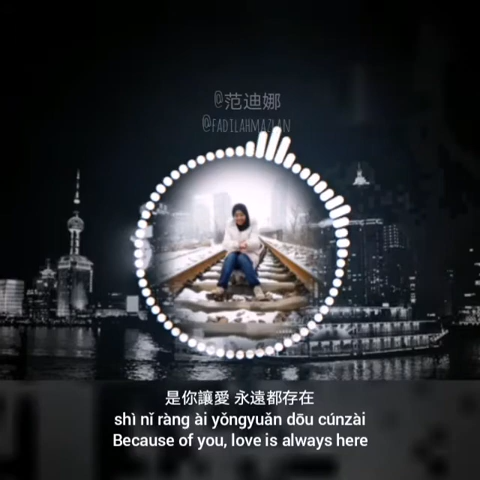 @范迪娜
@FADILAHMAZLAN
是你讓愛 永遠都存在
shì nǐ ràng ài yǒngyuǎn dōu cúnzài
Because of you, love is always here